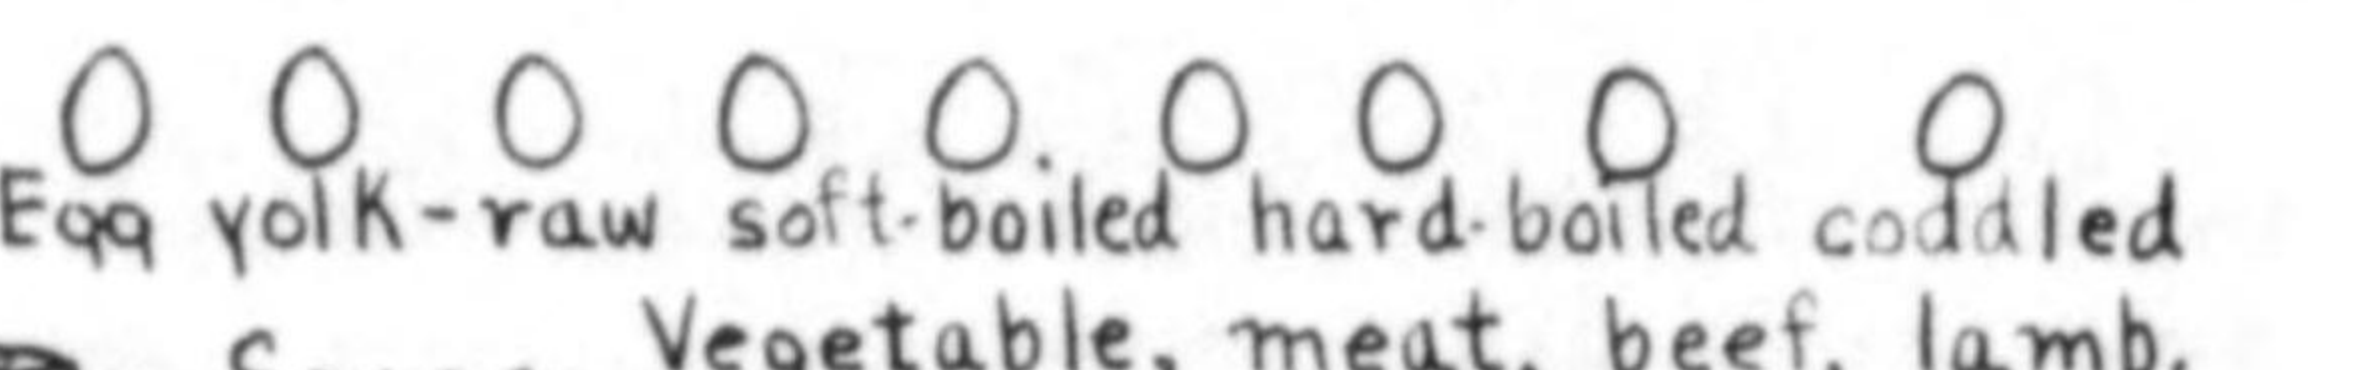 Egg yolk-raw soft-boiled hard-boiled coddled
Vegetable, meat, beef, lamb,